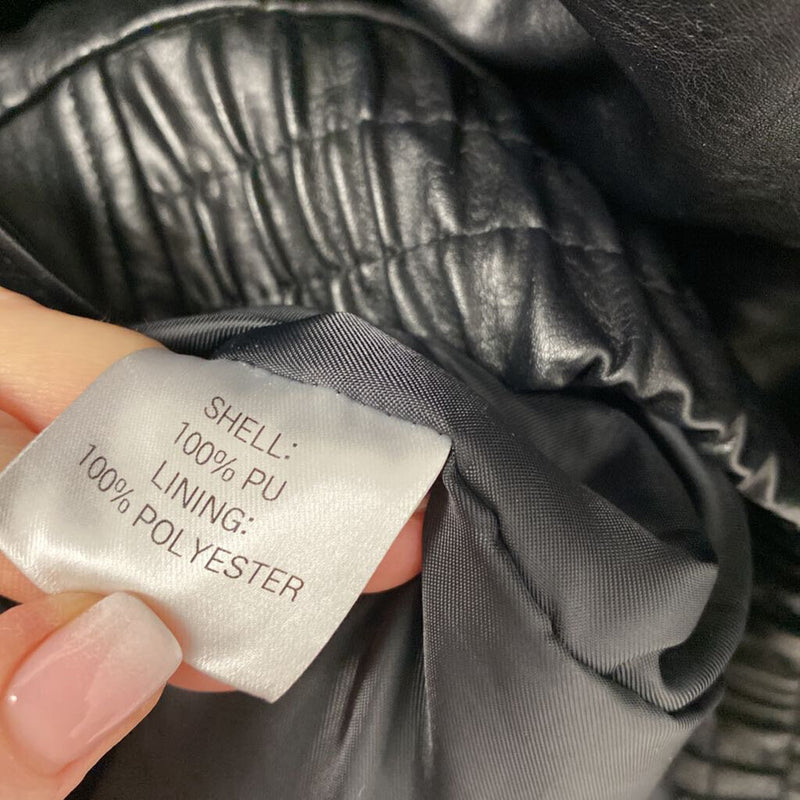 SHELL:
100% PU
LINING:
100% POLYESTER